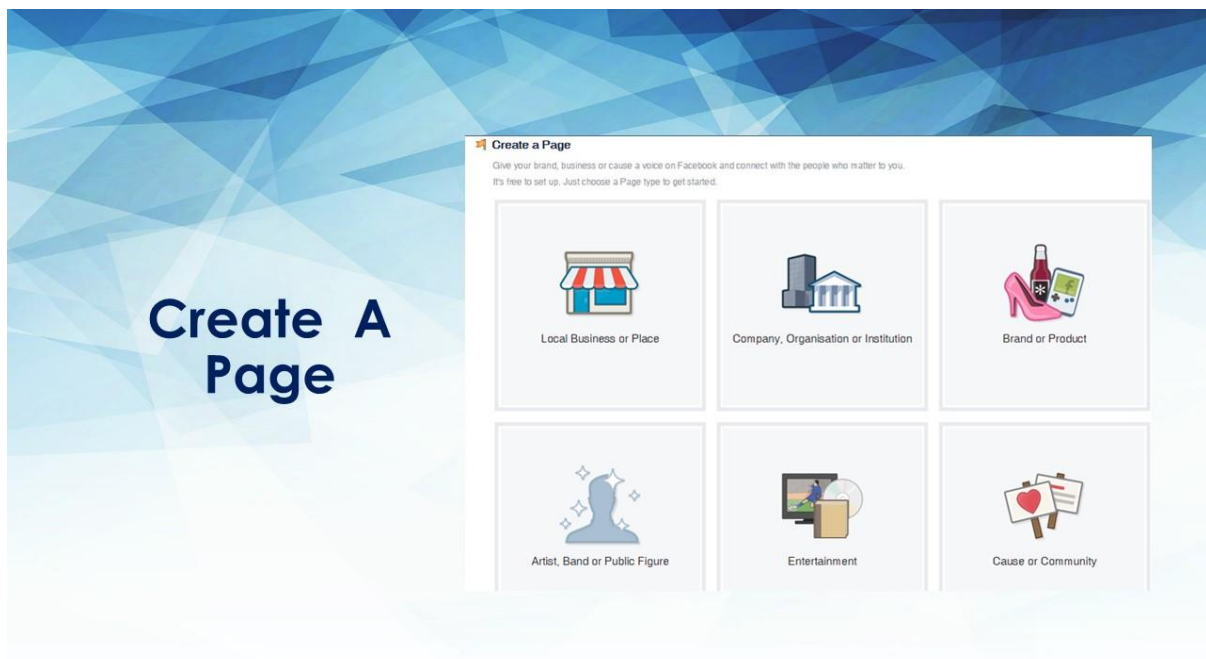 Create A
Page
Create a Page
Give your brand, business or cause a voice on Facebook and connect with the people who matter to you.
It's free to set up. Just choose a Page type to get started.
Local Business or Place
Company, Organisation or Institution
Brand or Product
Artist, Band or Public Figure
Entertainment
Cause or Community